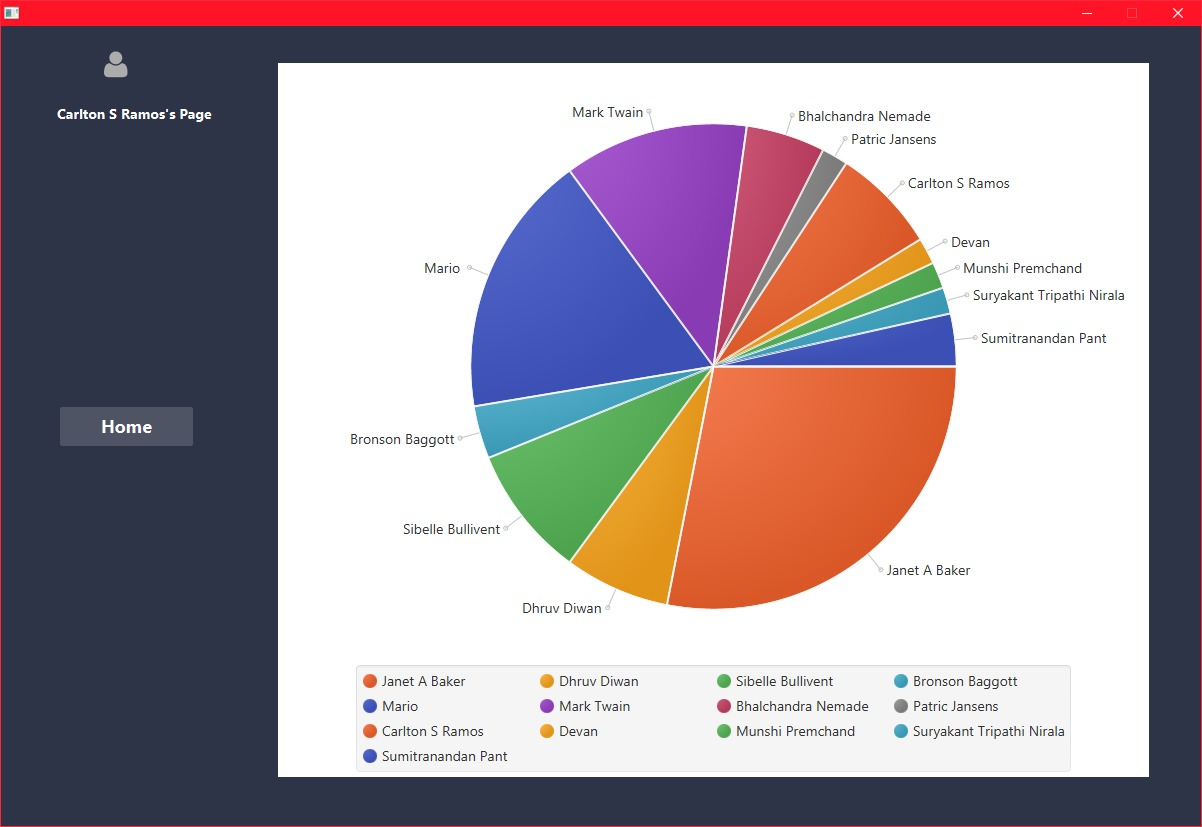 Carlton S Ramos's Page
Home
Mark Twain
Bhalchandra Nemade
Patric Jansens
Carlton S Ramos
Devan
Mario
Munshi Premchand
Suryakant Tripathi Nirala
Sumitranandan Pant
Bronson Baggott
Sibelle Bullivent
Janet A Baker
Dhruv Diwan
Janet A Baker Dhruv Diwan Sibelle Bullivent Bronson Baggott
Mario Mark Twain Bhalchandra Nemade Patric Jansens
Carlton S Ramos Devan Munshi Premchand Suryakant Tripathi Nirala
Sumitranandan Pant